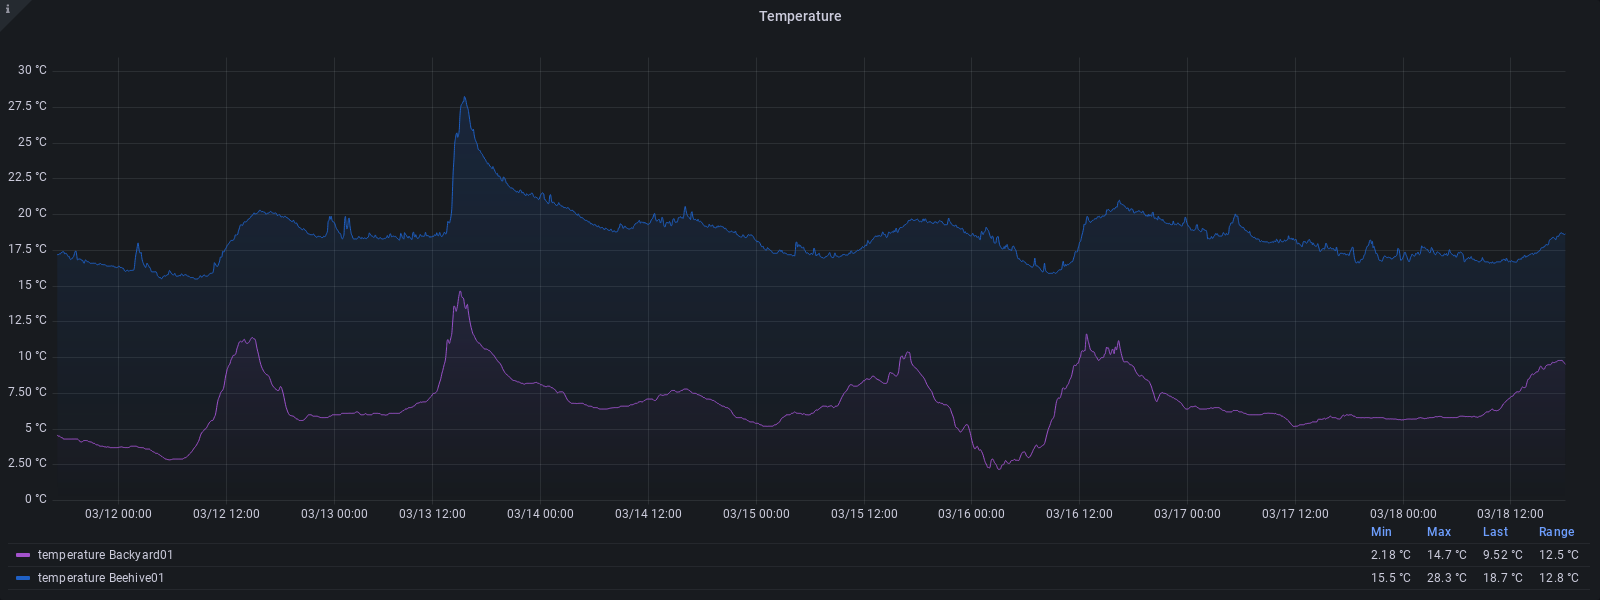 i
Temperature
30 °C
27.5 °C
25 °C
22.5 °C
20 °C
17.5 °C
15 °C
12.5 °C
10 °C
7.50 °C
5 °C
2.50 °C
0 °C
03/12 00:00 03/12 12:00 03/13 00:00 03/13 12:00 03/14 00:00 03/14 12:00 03/15 00:00 03/15 12:00 03/16 00:00 03/16 12:00 03/17 00:00 03/17 12:00 03/18 00:00 03/18 12:00
Min Max Last Range
temperature Backyard01 2.18 °C 14.7 °C 9.52 °C 12.5 °C
temperature Beehive01 15.5 °C 28.3 °C 18.7 °C 12.8 °C